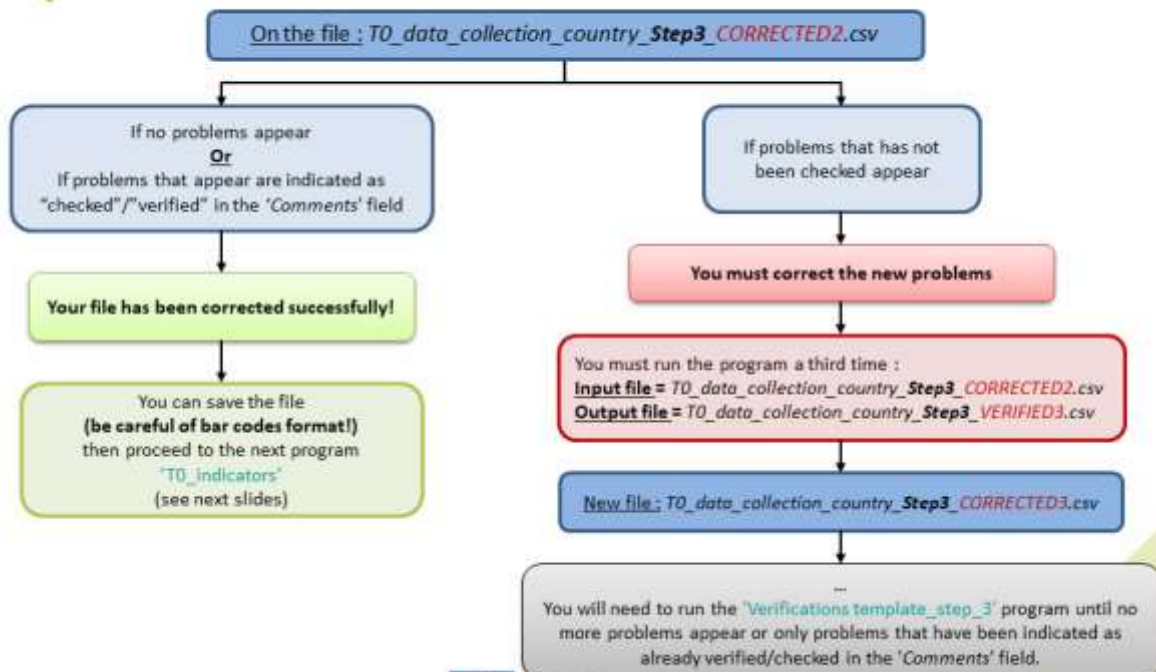 On the file : T0_data_collection_country_Step3_CORRECTED2.csv
If no problems appear
Or
If problems that appear are indicated as
"checked"/"verified" in the 'Comments' field
If problems that has not
been checked appear
Your file has been corrected successfully!
You must correct the new problems
You can save the file
(be careful of bar codes format!)
then proceed to the next program
'T0_indicators'
(see next slides)
You must run the program a third time :
Input file = T0_data_collection_country_Step3_CORRECTED2.csv
Output file = T0_data_collection_country_Step3_VERIFIED3.csv
New file : T0_data_collection_country_Step3_CORRECTED3.csv
...
You will need to run the 'Verifications template_step_3' program until no
more problems appear or only problems that have been indicated as
already verified/checked in the 'Comments' field.